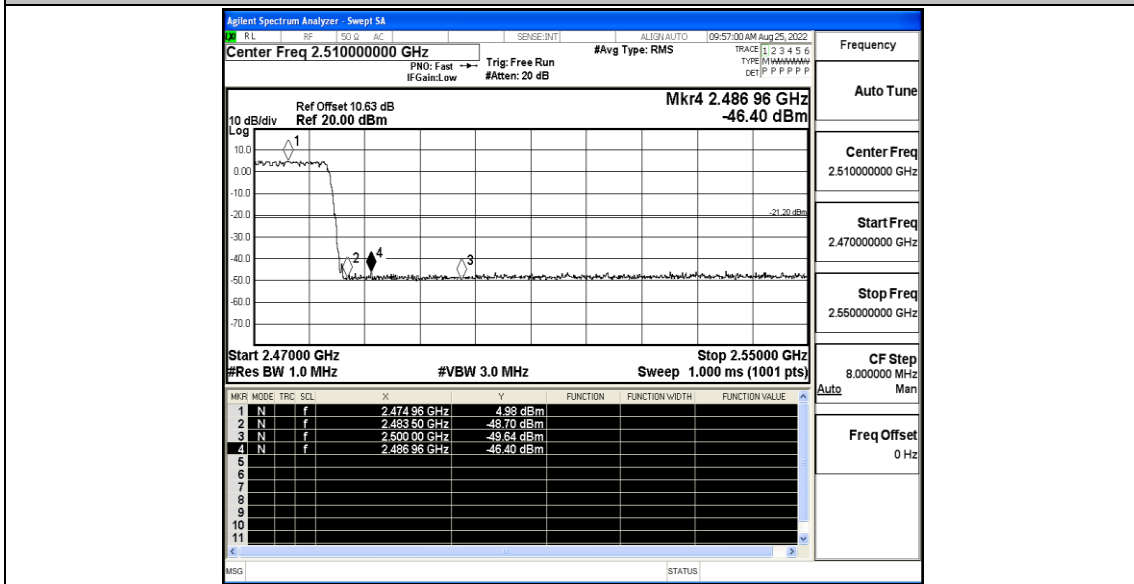 Agilent Spectrum Analyzer - Swept SA
RL RF 50 Ω AC SENSE:INT ALIGNAUTO 09:57:00 AM Aug 25, 2022
Center Freq 2.510000000 GHz #Avg Type: RMS TRACE 1 2 3 4 5 6
PNO: Fast Trig: Free Run TYPE M
IFGain:Low #Atten: 20 dB DET P P P P P P
Mkr4 2.486 96 GHz
Ref Offset 10.63 dB
10 dB/div Ref 20.00 dBm -46.40 dBm
Log
10.0
0.00
-10.0
-20.0
-30.0
-40.0
-50.0
-60.0
-70.0
1
2
4
3
-21.20 dBm
Start 2.47000 GHz Stop 2.55000 GHz
#Res BW 1.0 MHz #VBW 3.0 MHz Sweep 1.000 ms (1001 pts)
MKR MODE TRC SCL X Y FUNCTION FUNCTION WIDTH FUNCTION VALUE
1 N f 2.474 96 GHz 4.98 dBm
2 N f 2.483 50 GHz -48.70 dBm
3 N f 2.500 00 GHz -49.64 dBm
4 N f 2.486 96 GHz -46.40 dBm
5
6
7
8
9
10
11
MSG STATUS
Frequency
Auto Tune
Center Freq
2.510000000 GHz
Start Freq
2.470000000 GHz
Stop Freq
2.550000000 GHz
CF Step
8.000000 MHz
Auto Man
Freq Offset
0 Hz